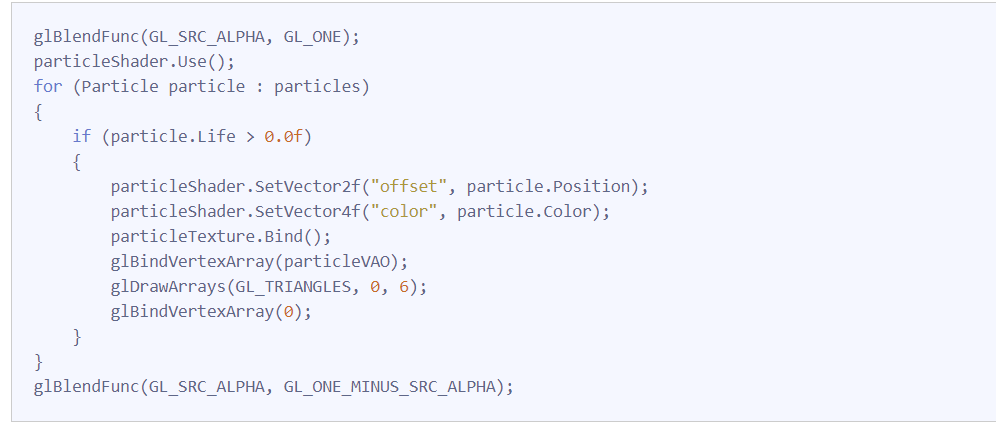 glBlendFunc(GL_SRC_ALPHA, GL_ONE);
particleShader.Use();
for (Particle particle : particles)
{
    if (particle.Life > 0.0f)
    {
        particleShader.SetVector2f("offset", particle.Position);
        particleShader.SetVector4f("color", particle.Color);
        particleTexture.Bind();
        glBindVertexArray(particleVAO);
        glDrawArrays(GL_TRIANGLES, 0, 6);
        glBindVertexArray(0);
    }
}
glBlendFunc(GL_SRC_ALPHA, GL_ONE_MINUS_SRC_ALPHA);